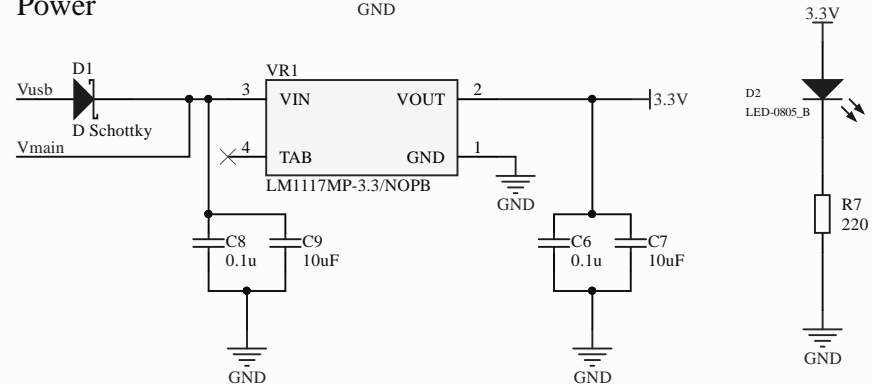 Power
GND
3.3V
D1
VR1
Vusb
3
VIN
VOUT
2
3.3V
D2
LED-0805_B
D Schottky
Vmain
4
TAB
GND
1
LM1117MP-3.3/NOPB
GND
R7
220
C8
0.1u
C9
10uF
C6
0.1u
C7
10uF
GND
GND
GND